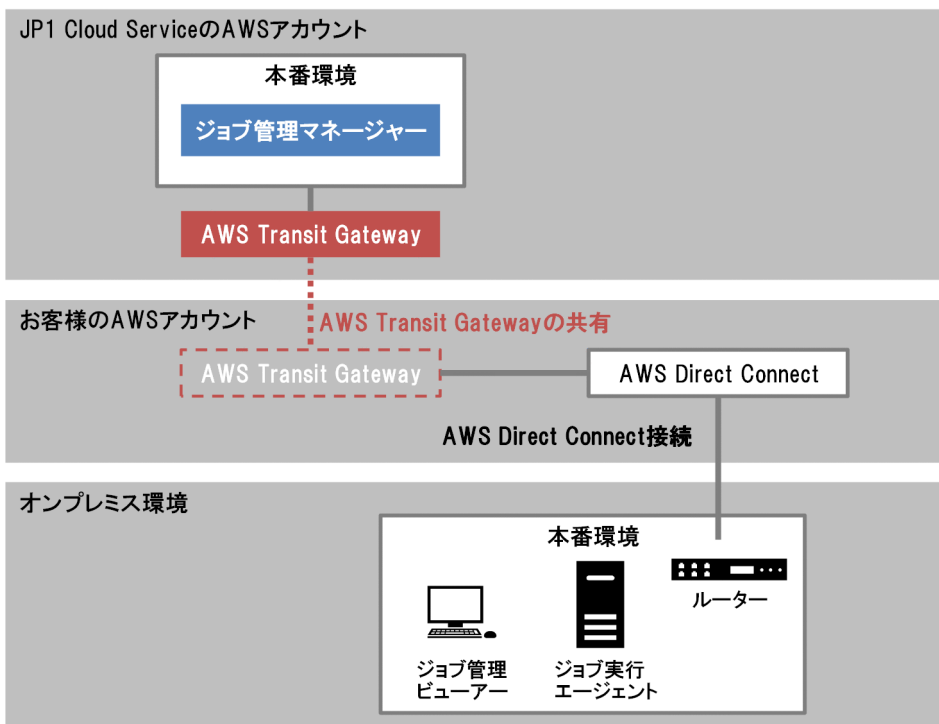 JP1 Cloud ServiceのAWSアカウント
本番環境
ジョブ管理マネージャー
AWS Transit Gateway
お客様のAWSアカウント
AWS Transit Gatewayの共有
AWS Transit Gateway
AWS Direct Connect
AWS Direct Connect接続
オンプレミス環境
本番環境
ルーター
ジョブ管理
ビューアー
ジョブ実行
エージェント